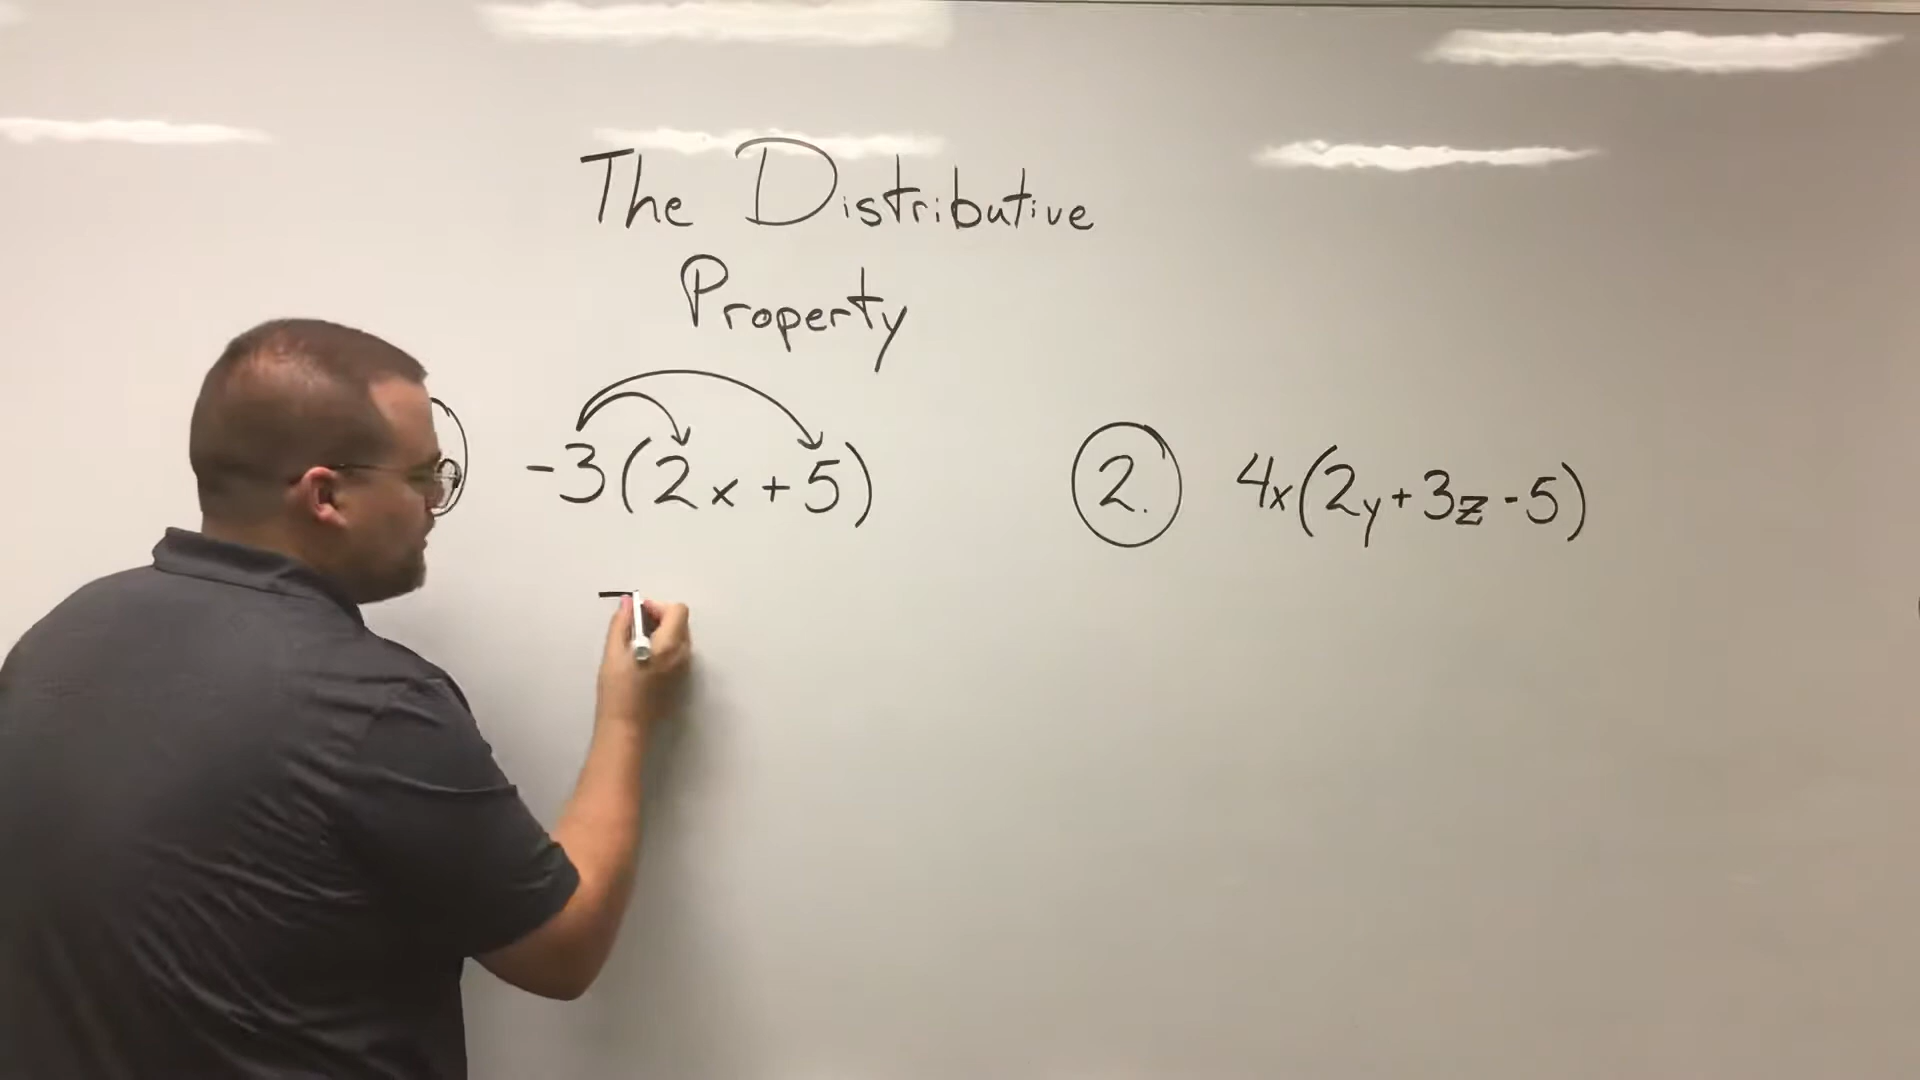 The Distributive
Property
-3(2x+5)
2. 4x(2y+3z-5)
-